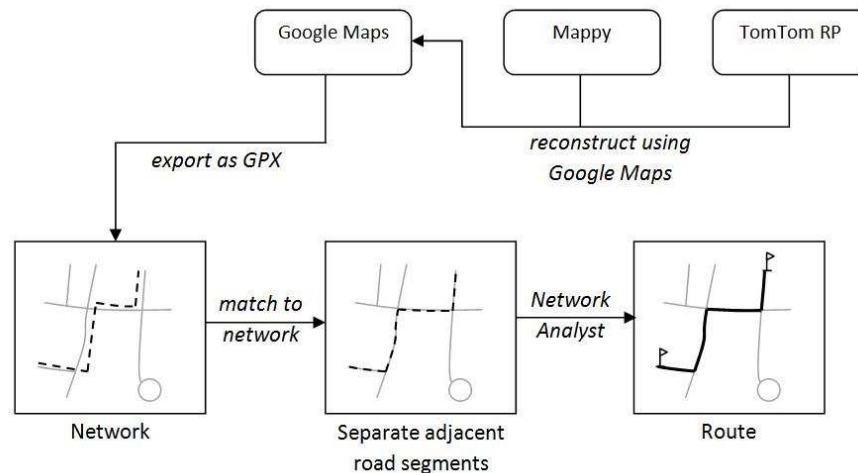 Google Maps
Mappy
TomTom RP
export as GPX
reconstruct using
Google Maps
match to
network
Network
Analyst
Network
Separate adjacent
road segments
Route